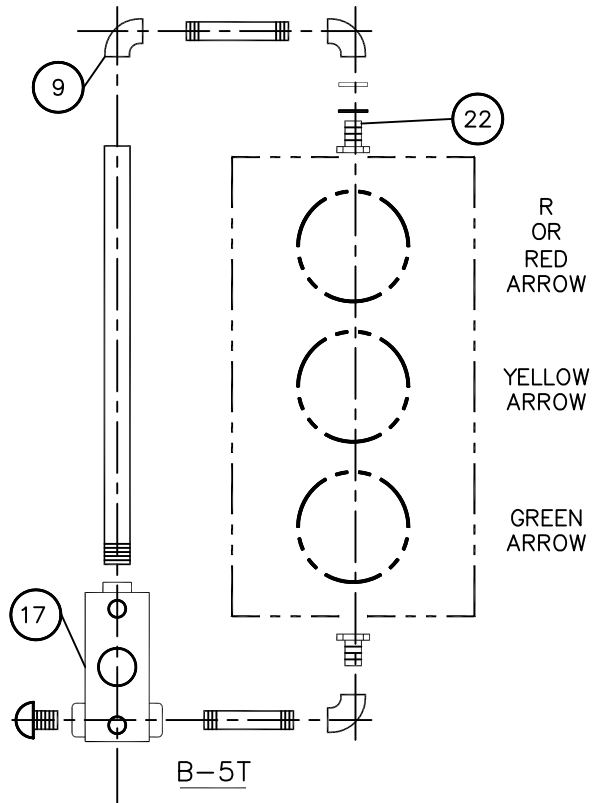 9
22
R
OR
RED
ARROW
YELLOW
ARROW
GREEN
ARROW
17
B-5T